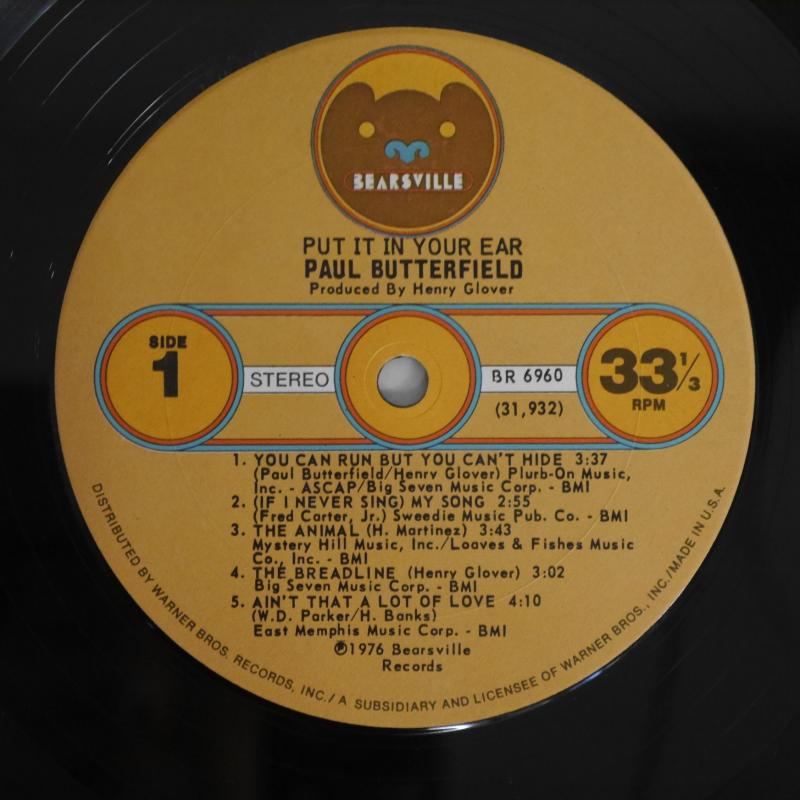 BEARSVILLE
PUT IT IN YOUR EAR
PAUL BUTTERFIELD
Produced By Henry Glover
SIDE
1
STEREO
BR 6960
(31,932)
33 1/3
RPM
1. YOU CAN RUN BUT YOU CAN'T HIDE 3:37
(Paul Butterfield/Henry Glover) Plurb-On Music,
Inc. - ASCAP/Big Seven Music Corp. - BMI
2. (IF I NEVER SING) MY SONG 2:55
(Fred Carter, Jr.) Sweedie Music Pub. Co. - BMI
3. THE ANIMAL (H. Martinez) 3:43
Mystery Hill Music, Inc./Loaves & Fishes Music
Co., Inc. - BMI
4. THE BREADLINE (Henry Glover) 3:02
Big Seven Music Corp. - BMI
5. AIN'T THAT A LOT OF LOVE 4:10
(W.D. Parker/H. Banks)
East Memphis Music Corp. - BMI
℗1976 Bearsville
Records
DISTRIBUTED BY WARNER BROS. RECORDS, INC./A SUBSIDIARY AND LICENSEE OF WARNER BROS., INC./MADE IN U.S.A.